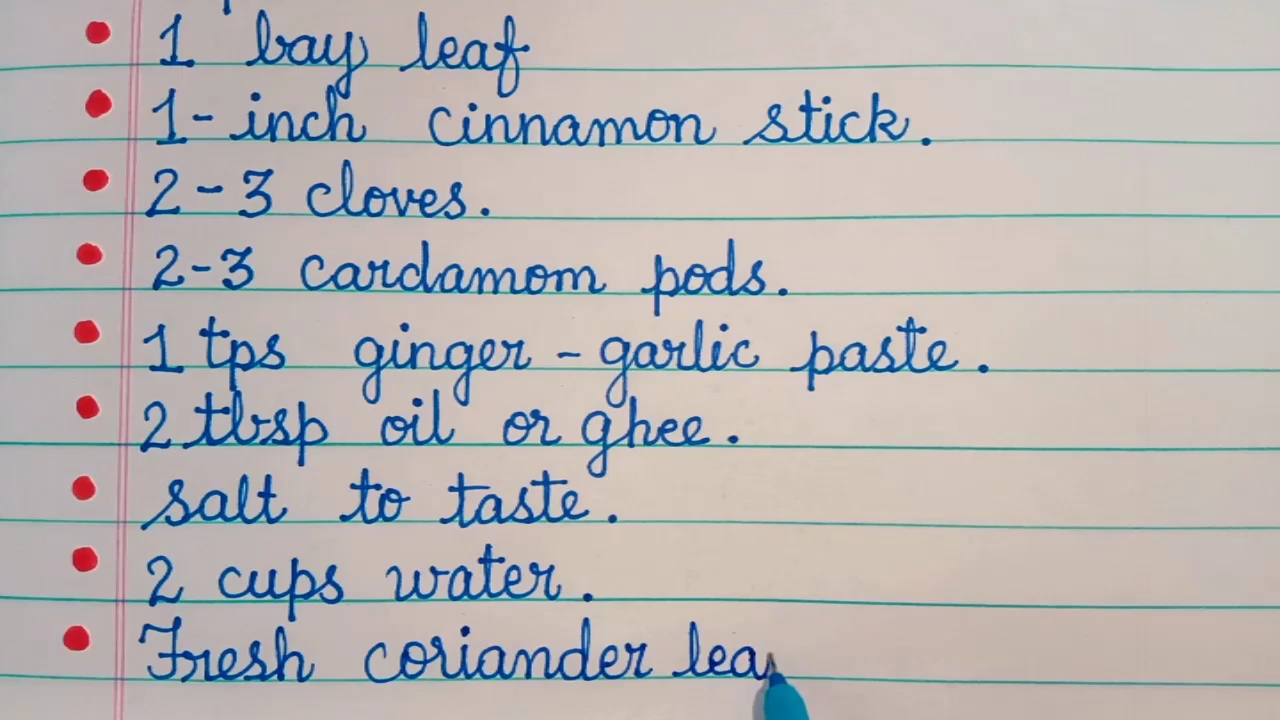 1 bay leaf
1-inch cinnamon stick.
2-3 cloves.
2-3 cardamom pods.
1 tps ginger-garlic paste.
2 tbsp oil or ghee.
salt to taste.
2 cups water.
Fresh coriander lea